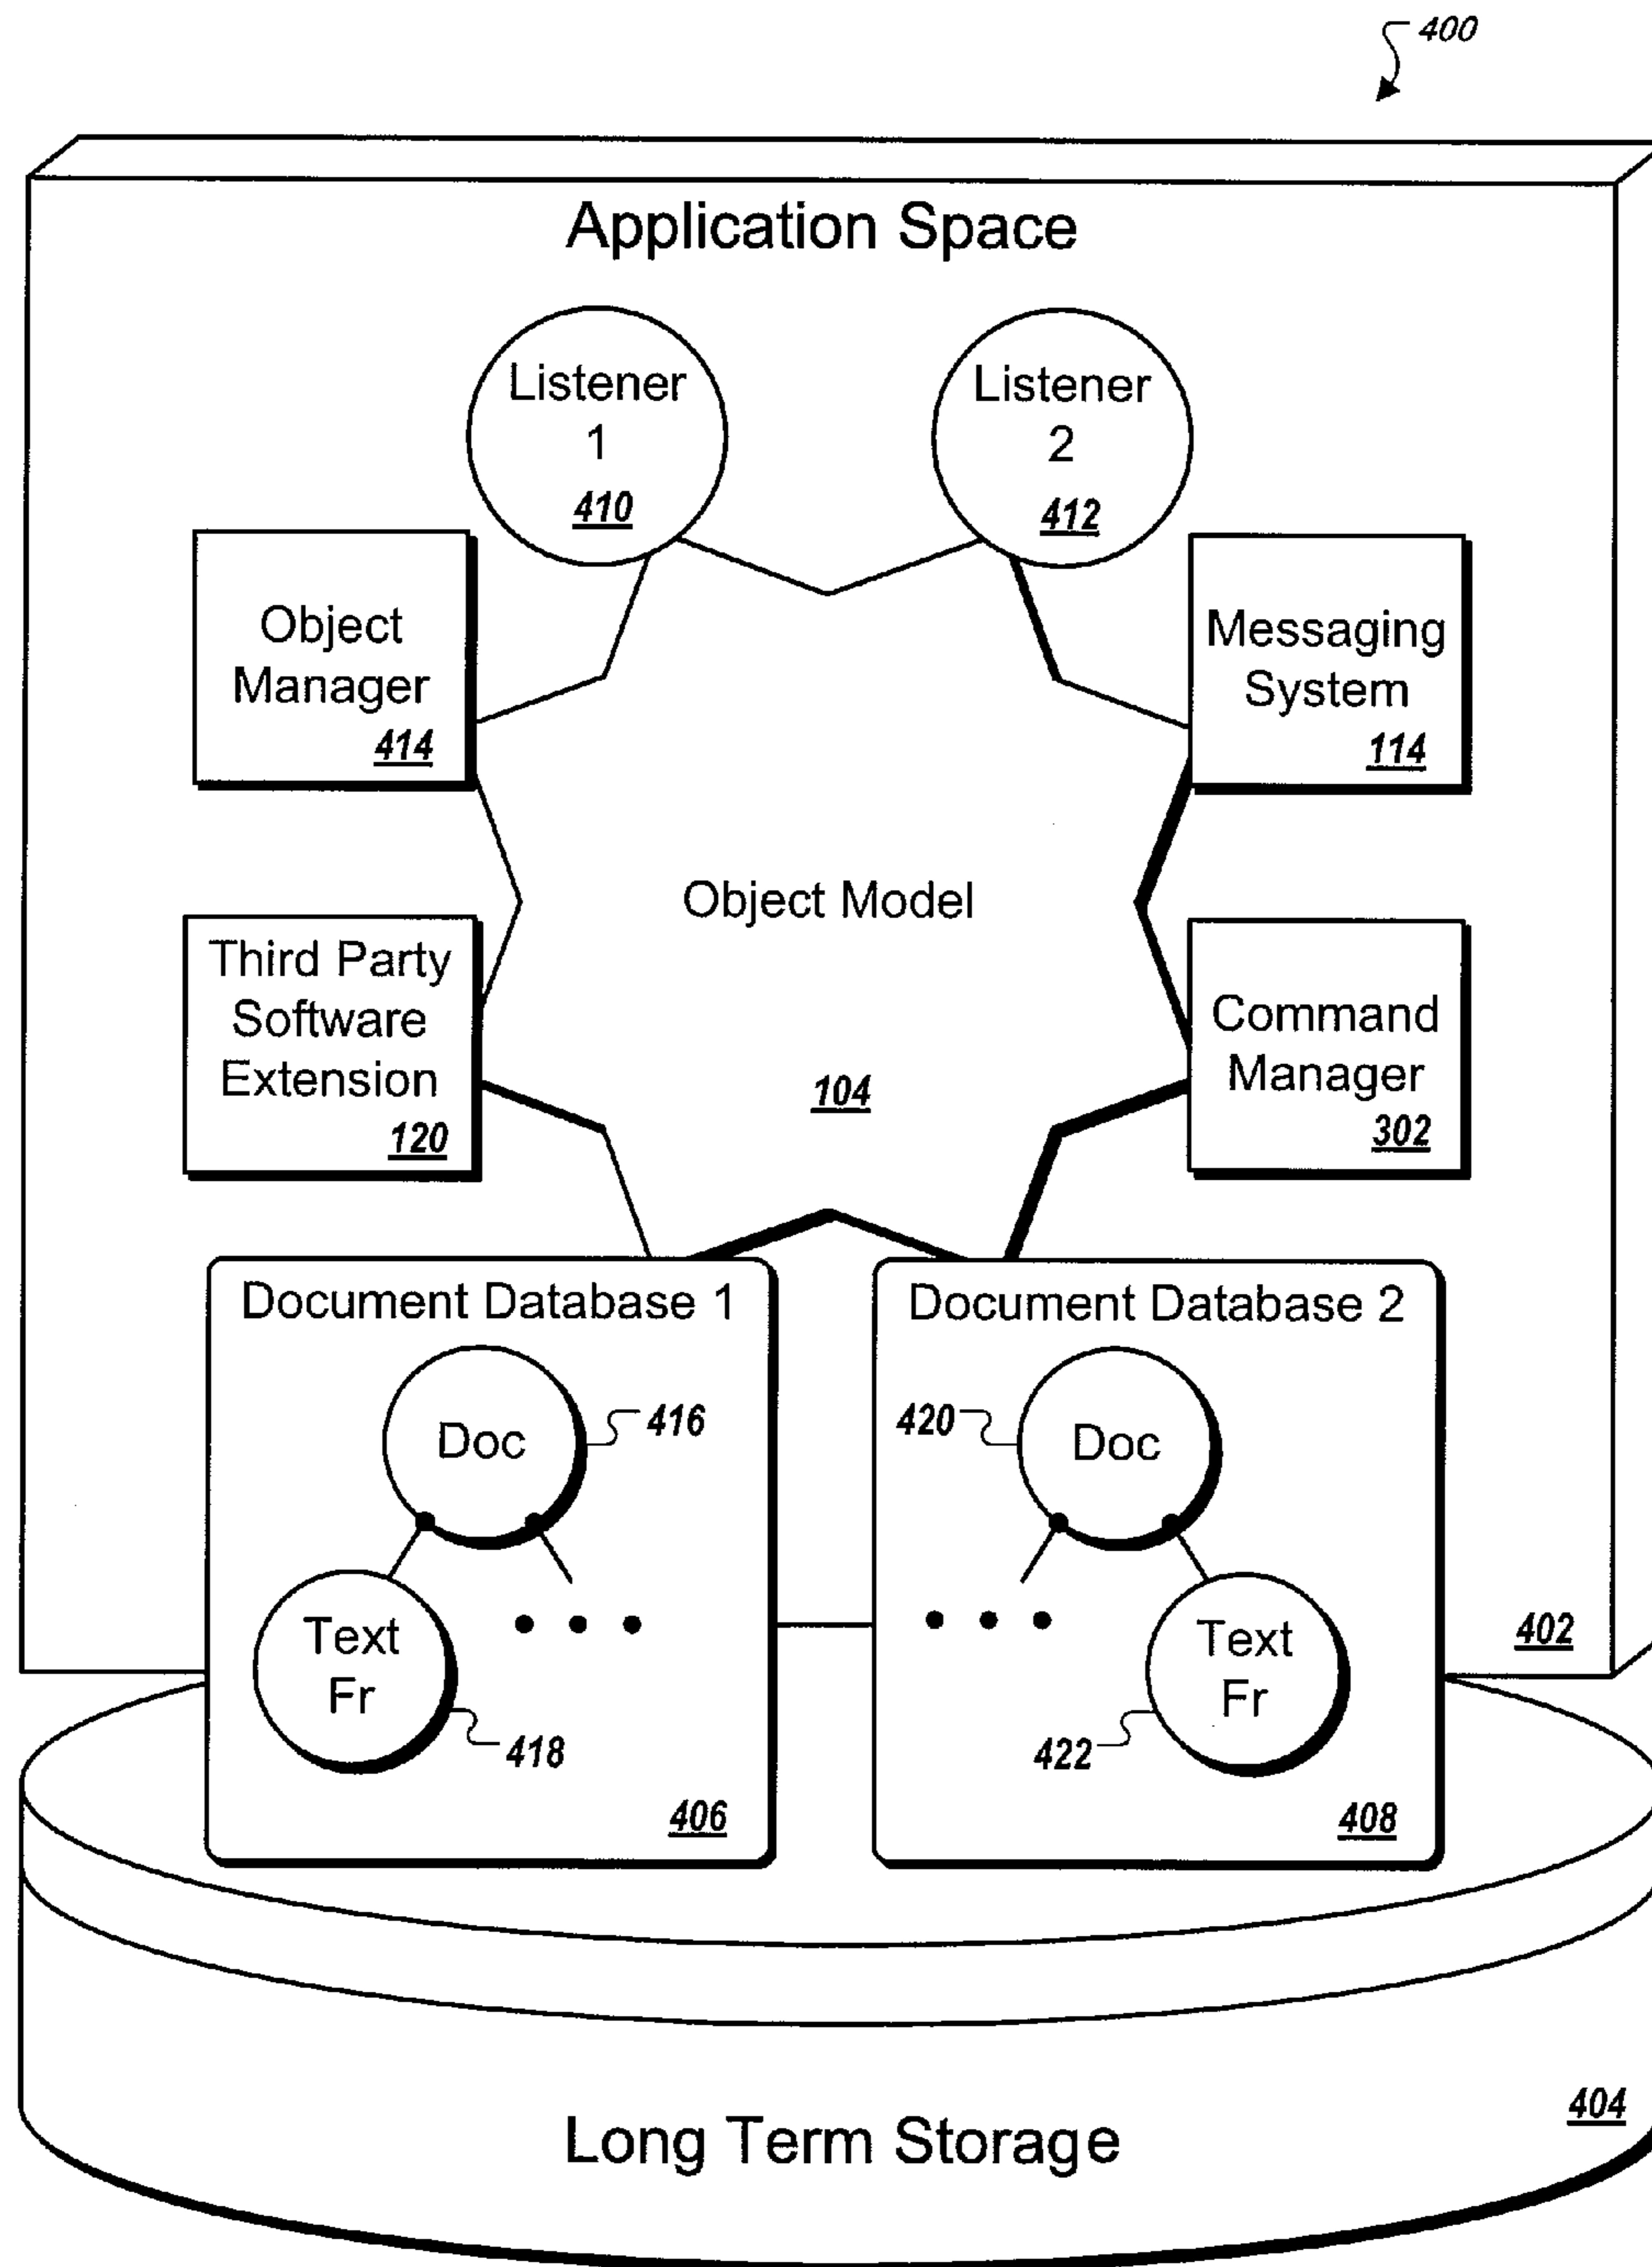 400
Application Space
Listener
1
410
Listener
2
412
Object
Manager
414
Messaging
System
114
Object Model
104
Third Party
Software
Extension
120
Command
Manager
302
Document Database 1
Doc
416
Text
Fr
418
406
Document Database 2
420
Doc
Text
Fr
422
408
402
404
Long Term Storage